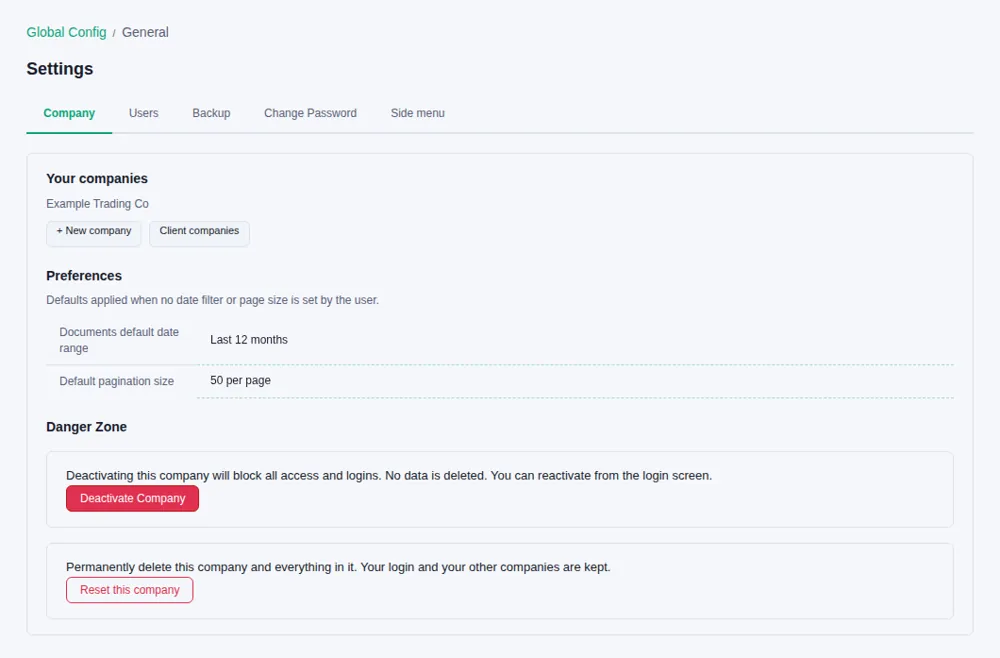 Global Config / General
Settings
Company Users Backup Change Password Side menu
Your companies
Example Trading Co
+ New company Client companies
Preferences
Defaults applied when no date filter or page size is set by the user.
Documents default date
range
Last 12 months
Default pagination size 50 per page
Danger Zone
Deactivating this company will block all access and logins. No data is deleted. You can reactivate from the login screen.
Deactivate Company
Permanently delete this company and everything in it. Your login and your other companies are kept.
Reset this company